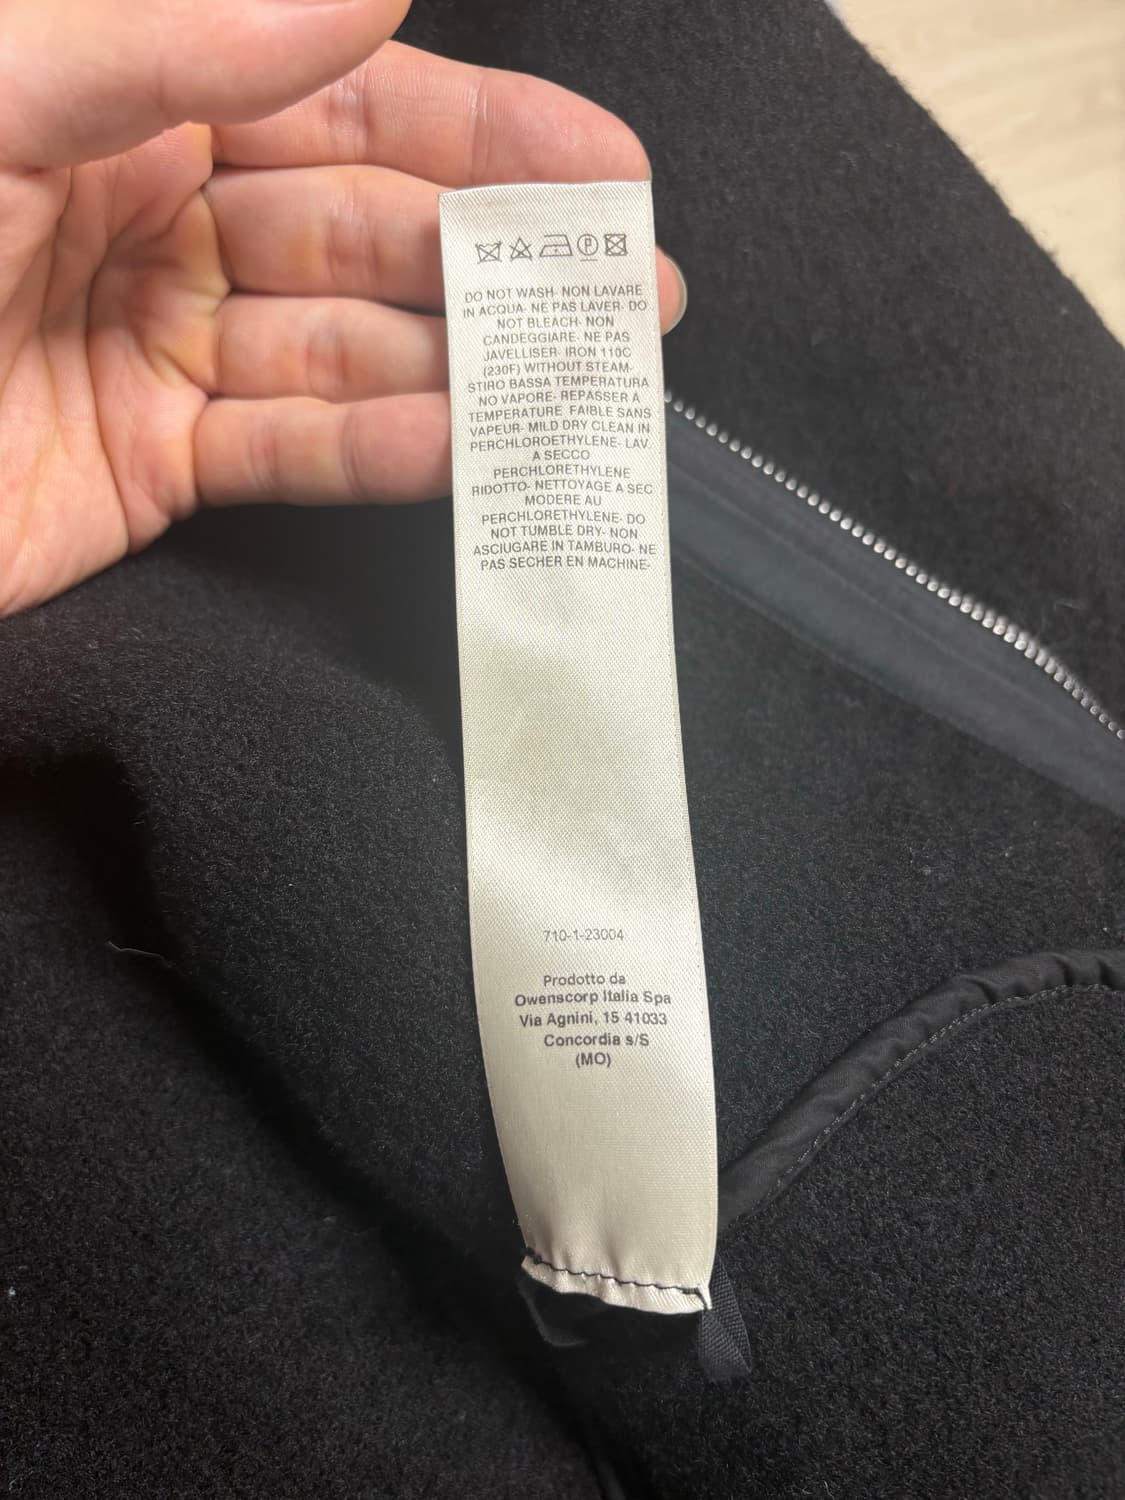 DO NOT WASH- NON LAVARE
IN ACQUA- NE PAS LAVER- DO
NOT BLEACH- NON
CANDEGGIARE- NE PAS
JAVELLISER- IRON 110C
(230F) WITHOUT STEAM-
STIRO BASSA TEMPERATURA
NO VAPORE- REPASSER À
TEMPERATURE FAIBLE SANS
VAPEUR- MILD DRY CLEAN IN
PERCHLOROETHYLENE- LAV.
A SECCO
PERCHLORETHYLENE
RIDOTTO- NETTOYAGE A SEC
MODERE AU
PERCHLORETHYLENE- DO
NOT TUMBLE DRY- NON
ASCIUGARE IN TAMBURO- NE
PAS SECHER EN MACHINE-
710-1-23004
Prodotto da
Owenscorp Italia Spa
Via Agnini, 15 41033
Concordia s/S
(MO)